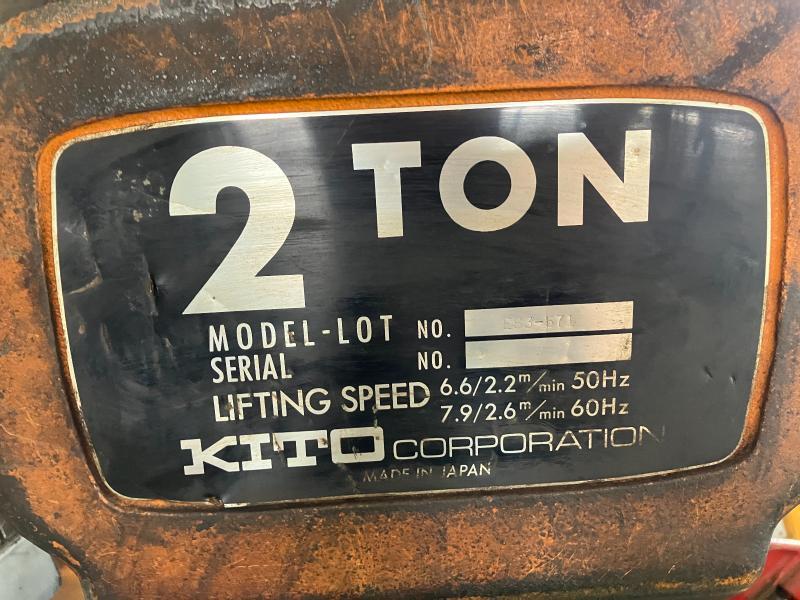 2 TON
MODEL-LOT NO.
SERIAL NO.
LIFTING SPEED 6.6/2.2m/min 50Hz
7.9/2.6m/min 60Hz
KITO CORPORATION
MADE IN JAPAN